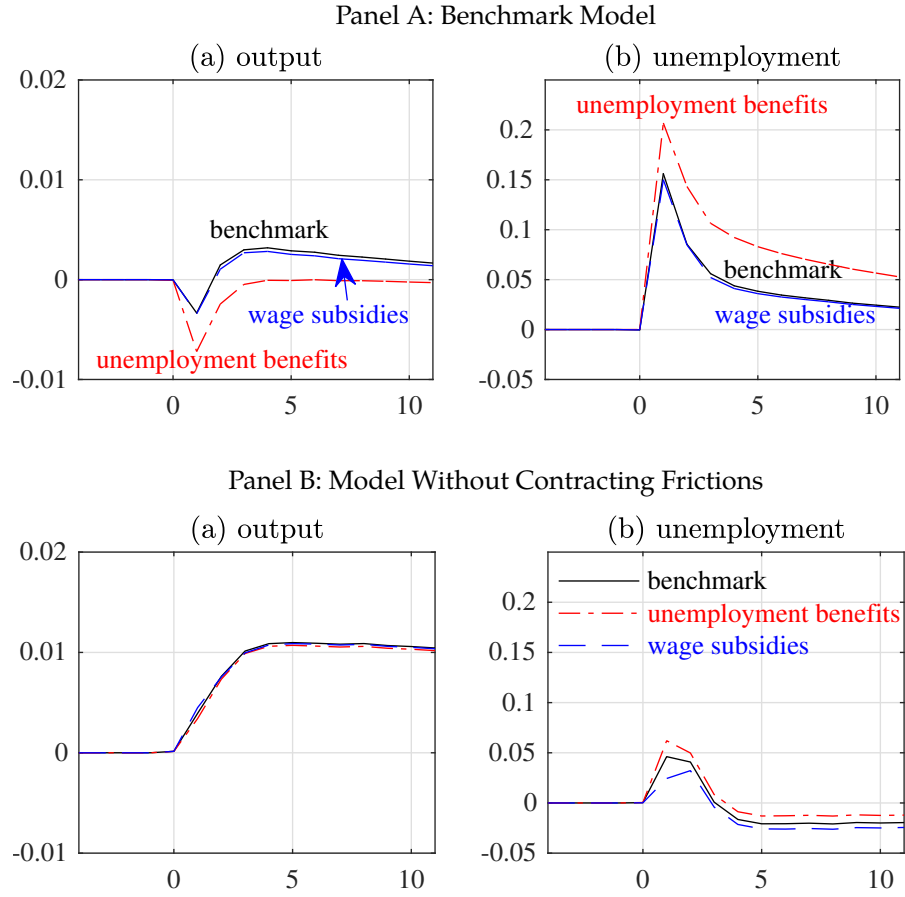 Panel A: Benchmark Model
(a) output
0.02
0.01
0
-0.01
0
5
10
benchmark
wage subsidies
unemployment benefits
(b) unemployment
0.2
0.15
0.1
0.05
0
-0.05
0
5
10
unemployment benefits
benchmark
wage subsidies
Panel B: Model Without Contracting Frictions
(a) output
0.02
0.01
0
-0.01
0
5
10
(b) unemployment
0.2
0.15
0.1
0.05
0
-0.05
0
5
10
benchmark
unemployment benefits
wage subsidies